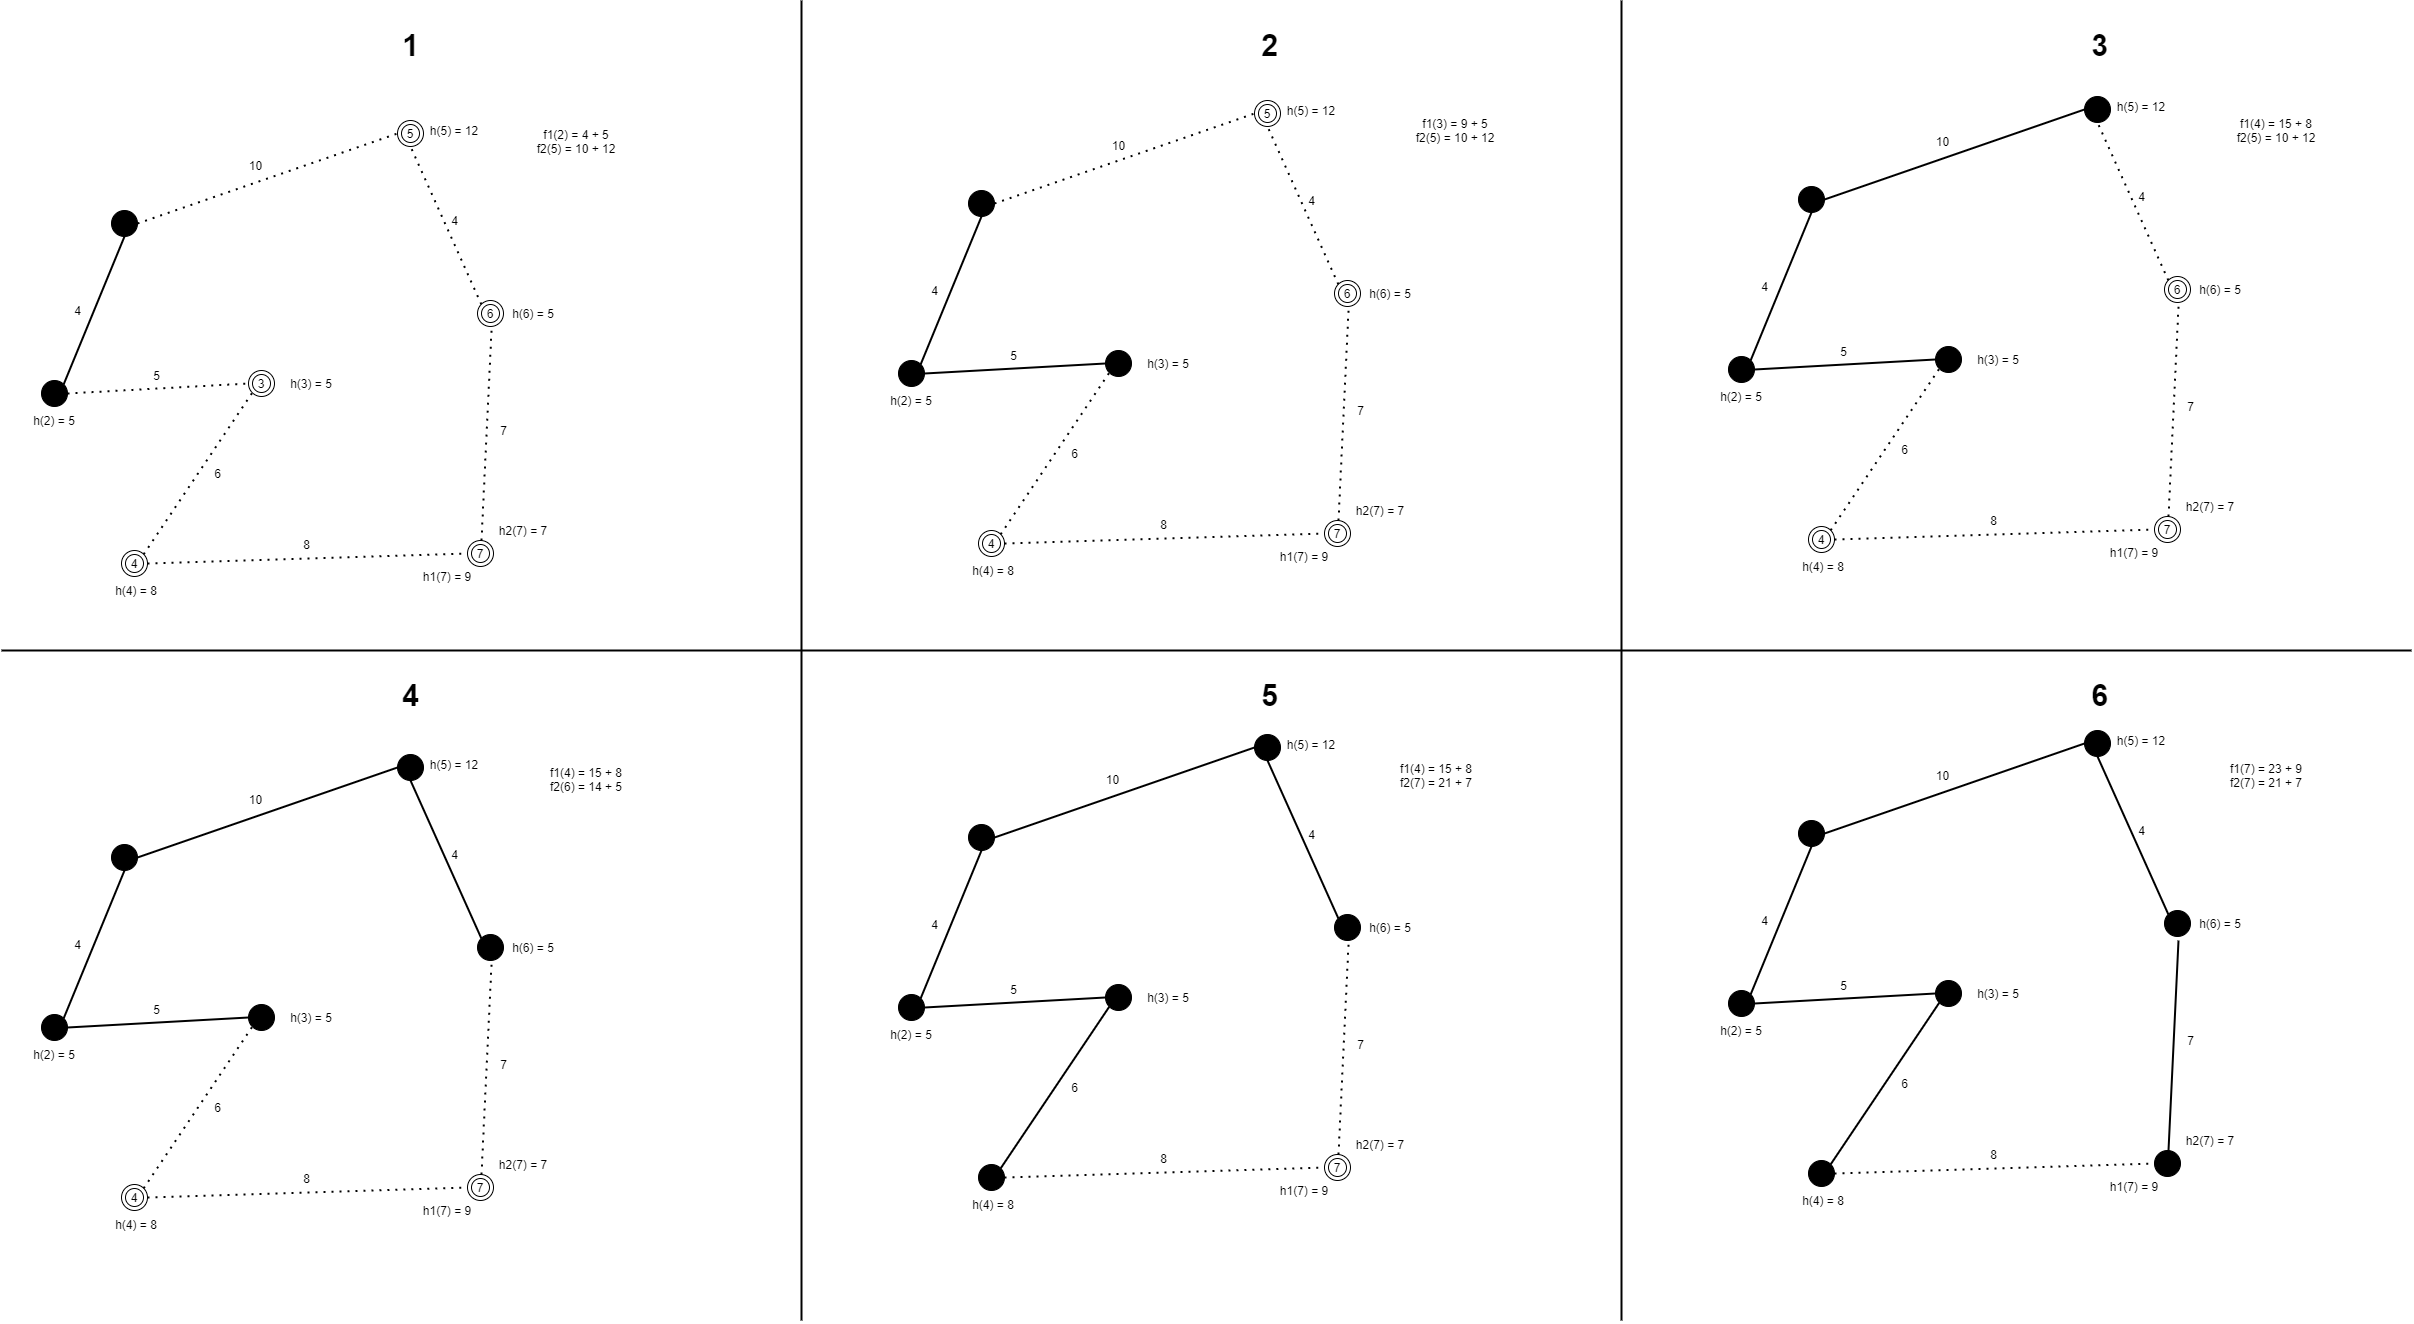 1
5
h(5) = 12
f1(2) = 4 + 5
f2(5) = 10 + 12
10
4
4
6
h(6) = 5
5
3
h(3) = 5
h(2) = 5
7
6
8
h2(7) = 7
4
7
h(4) = 8
h1(7) = 9
2
5
h(5) = 12
f1(3) = 9 + 5
f2(5) = 10 + 12
10
4
4
6
h(6) = 5
5
h(3) = 5
h(2) = 5
7
6
8
h2(7) = 7
4
7
h(4) = 8
h1(7) = 9
3
h(5) = 12
f1(4) = 15 + 8
f2(5) = 10 + 12
10
4
4
6
h(6) = 5
5
h(3) = 5
h(2) = 5
7
6
8
h2(7) = 7
4
7
h(4) = 8
h1(7) = 9
4
h(5) = 12
f1(4) = 15 + 8
f2(6) = 14 + 5
10
4
4
h(6) = 5
5
h(3) = 5
h(2) = 5
7
6
8
h2(7) = 7
4
7
h(4) = 8
h1(7) = 9
5
h(5) = 12
f1(4) = 15 + 8
f2(7) = 21 + 7
10
4
4
h(6) = 5
5
h(3) = 5
h(2) = 5
7
6
8
h2(7) = 7
7
h(4) = 8
h1(7) = 9
6
h(5) = 12
f1(7) = 23 + 9
f2(7) = 21 + 7
10
4
4
h(6) = 5
5
h(3) = 5
h(2) = 5
7
6
8
h2(7) = 7
h(4) = 8
h1(7) = 9